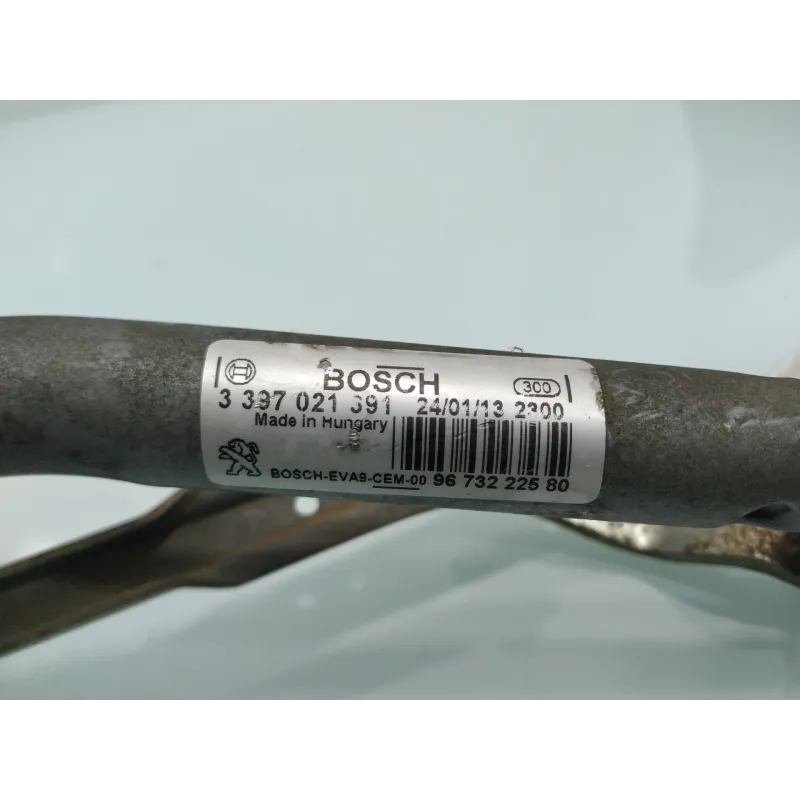 BOSCH 300
3 397 021 391 24/01/13 2300
Made in Hungary
BOSCH-EVA9-CEM-00 96 732 225 80